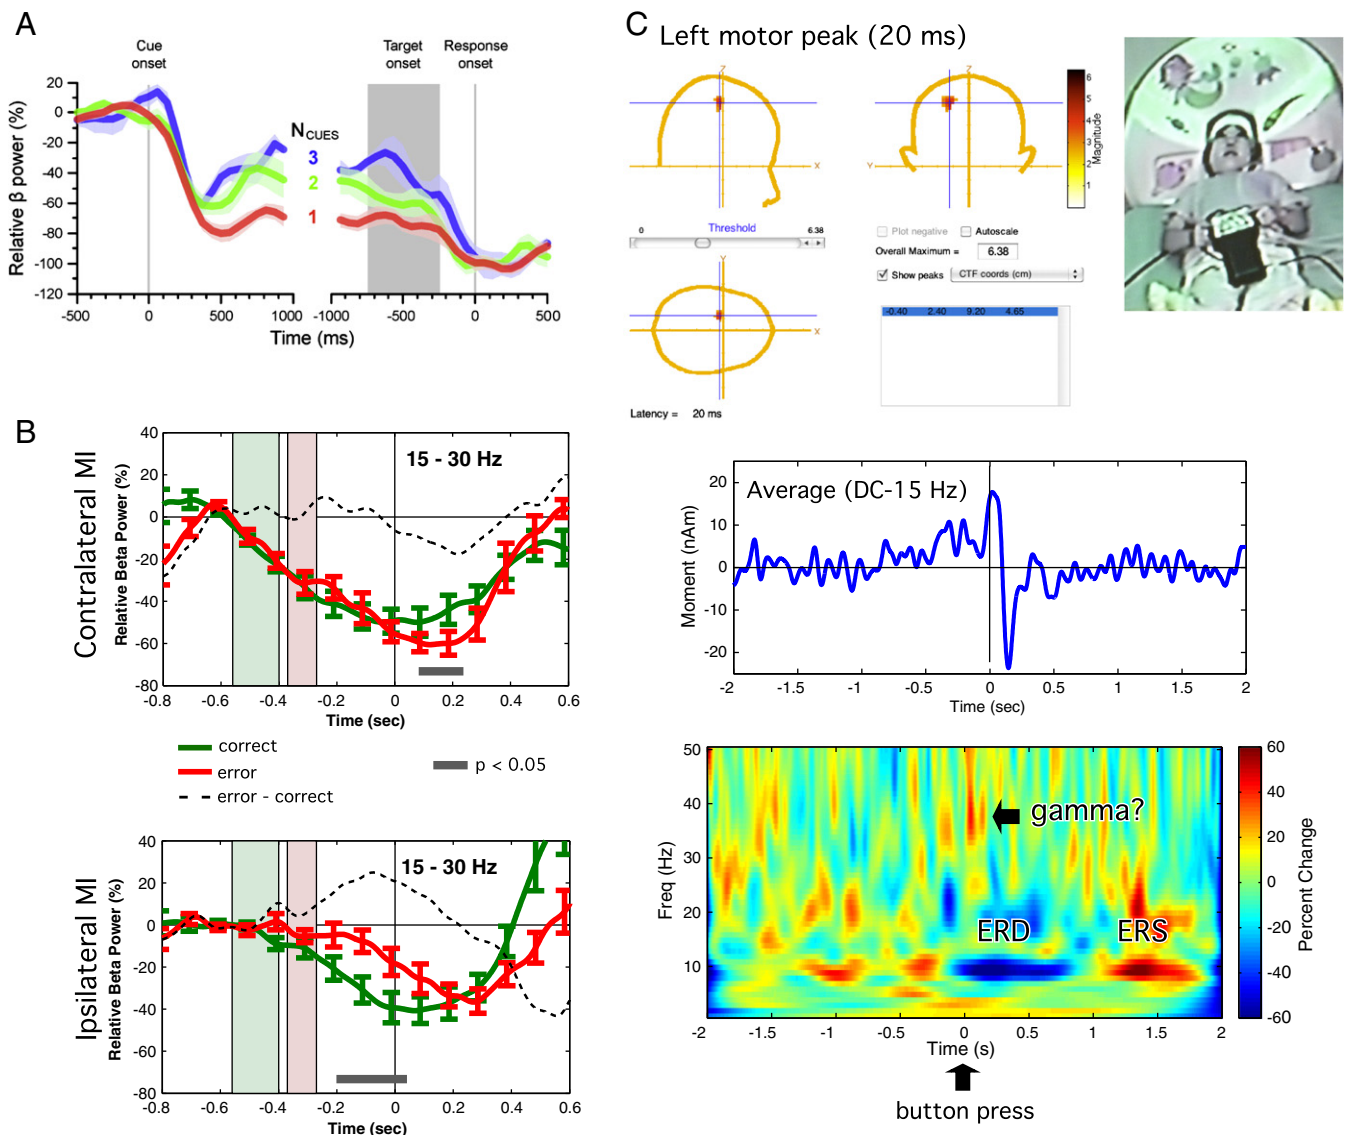 A
Cue
onset
Target
onset
Response
onset
Relative β power (%)
20
0
-20
-40
-60
-80
-100
-120
N CUES
3
2
1
-500
0
500
1000
-1000
-500
0
500
Time (ms)
B
Contralateral MI
Relative Beta Power (%)
40
20
0
-20
-40
-60
-80
15 - 30 Hz
-0.8
-0.6
-0.4
-0.2
0
0.2
0.4
0.6
Time (sec)
correct
error
error - correct
p < 0.05
Ipsilateral MI
Relative Beta Power (%)
40
20
0
-20
-40
-60
-80
15 - 30 Hz
-0.8
-0.6
-0.4
-0.2
0
0.2
0.4
0.6
Time (sec)
C
Left motor peak (20 ms)
Z
X
Z
Y
6
5
4
3
2
1
Magnitude
Threshold
0
6.38
Y
X
Plot negative
Autoscale
Overall Maximum =
6.38
Show peaks
CTF coords (cm)
-0.40 2.40 9.20 4.65
Latency = 20 ms
Average (DC-15 Hz)
Moment (nAm)
20
10
0
-10
-20
-2
-1.5
-1
-0.5
0
0.5
1
1.5
2
Time (sec)
Freq (Hz)
50
40
30
20
10
gamma?
ERD
ERS
-2
-1.5
-1
-0.5
0
0.5
1
1.5
2
Time (s)
60
40
20
0
-20
-40
-60
Percent Change
button press